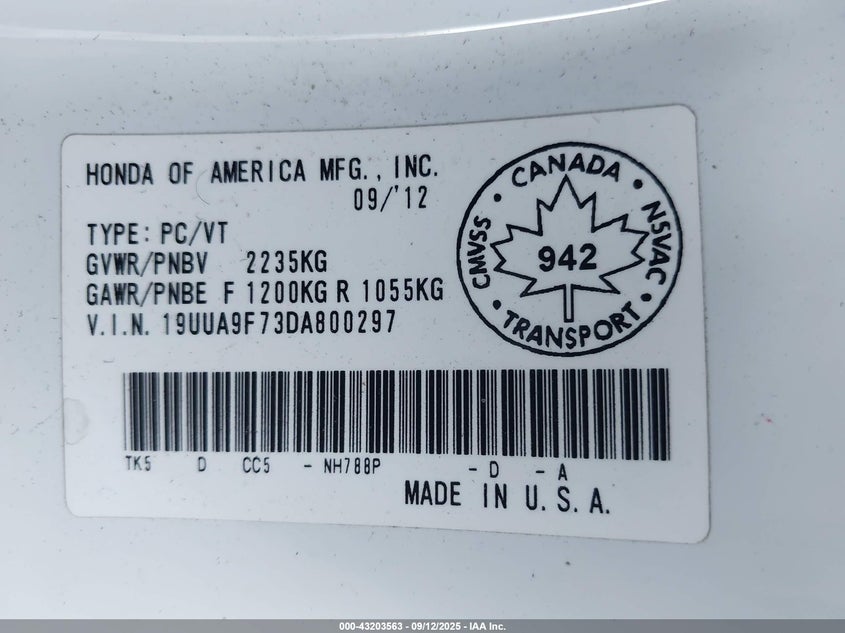 HONDA OF AMERICA MFG., INC.
09/'12
TYPE: PC/VT
GVWR/PNBV 2235KG
GAWR/PNBE F 1200KG R 1055KG
V.I.N. 19UUA9F73DA800297
CANADA
CMVSS • NSVAC
942
• TRANSPORT •
TK5 D CC5 - NH788P - D - A
MADE IN U.S.A.
000-43203563 - 09/12/2025 - IAA Inc.